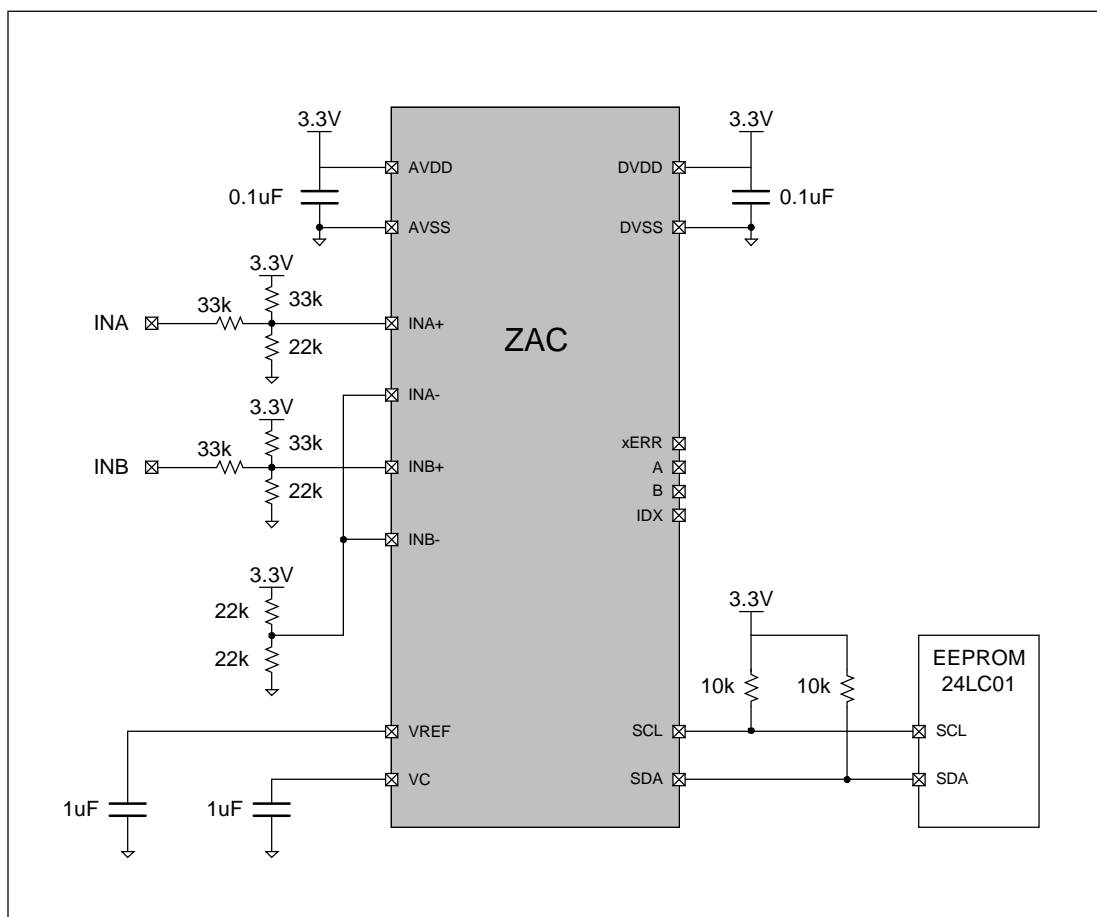 3.3V
3.3V
AVDD
DVDD
0.1uF
0.1uF
AVSS
DVSS
3.3V
33k
33k
INA
INA+
ZAC
22k
INA-
3.3V
33k
33k
xERR
INB
INB+
A
22k
B
IDX
INB-
3.3V
22k
3.3V
22k
EEPROM
24LC01
10k
10k
VREF
SCL
SCL
VC
SDA
SDA
1uF
1uF